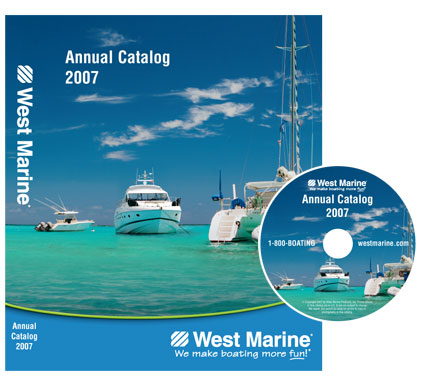 Annual Catalog
2007
West Marine®
Annual
Catalog
2007
West Marine®
We make boating more fun!®
West Marine®
We make boating more fun!®
Annual Catalog
2007
1-800-BOATING
westmarine.com